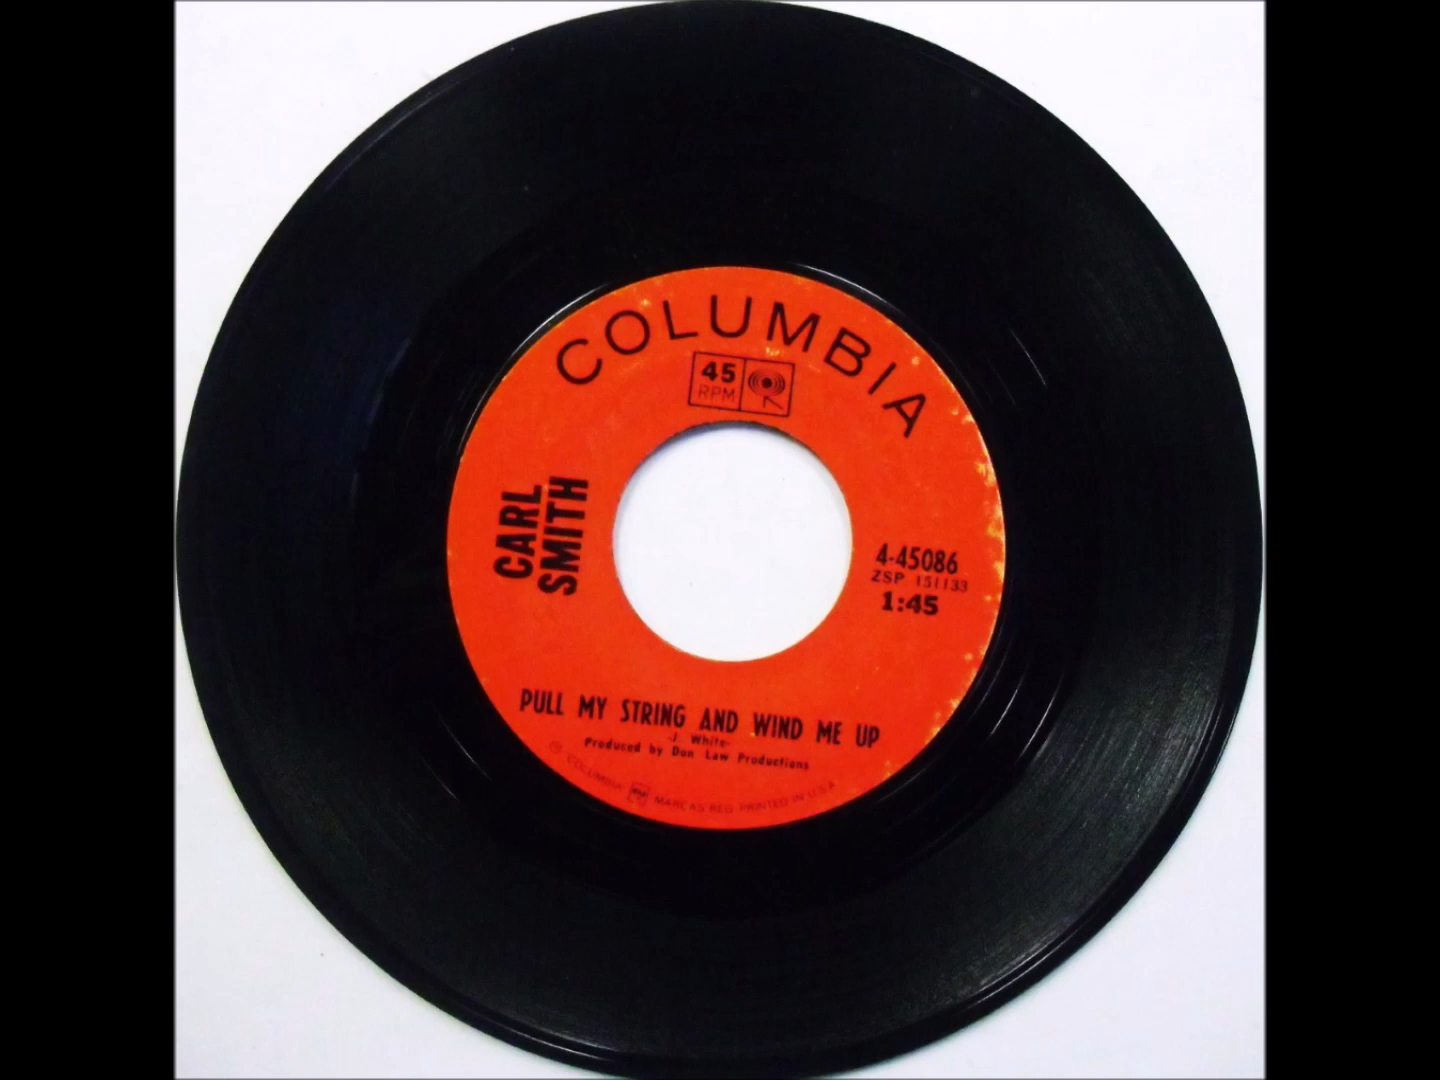 COLUMBIA
45
RPM
CARL
SMITH
4-45086
ZSP 151133
1:45
PULL MY STRING AND WIND ME UP
-J. White-
Produced by Don Law Productions
Ⓟ COLUMBIA MARCAS REG. PRINTED IN U.S.A.